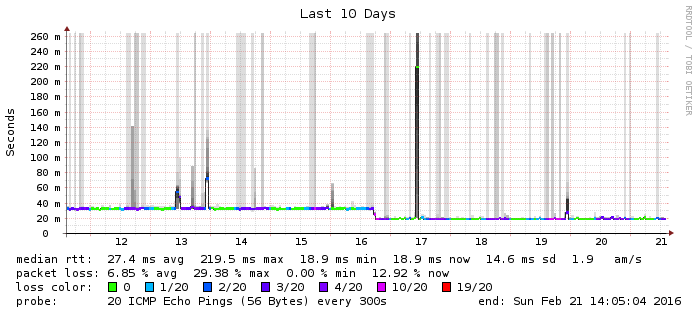 Last 10 Days
RRDTOOL / TOBI OETIKER
Seconds
260 m
240 m
220 m
200 m
180 m
160 m
140 m
120 m
100 m
80 m
60 m
40 m
20 m
0
12 13 14 15 16 17 18 19 20 21
median rtt: 27.4 ms avg 219.5 ms max 18.9 ms min 18.9 ms now 14.6 ms sd 1.9 am/s
packet loss: 6.85 % avg 29.38 % max 0.00 % min 12.92 % now
loss color: 0 1/20 2/20 3/20 4/20 10/20 19/20
probe: 20 ICMP Echo Pings (56 Bytes) every 300s end: Sun Feb 21 14:05:04 2016